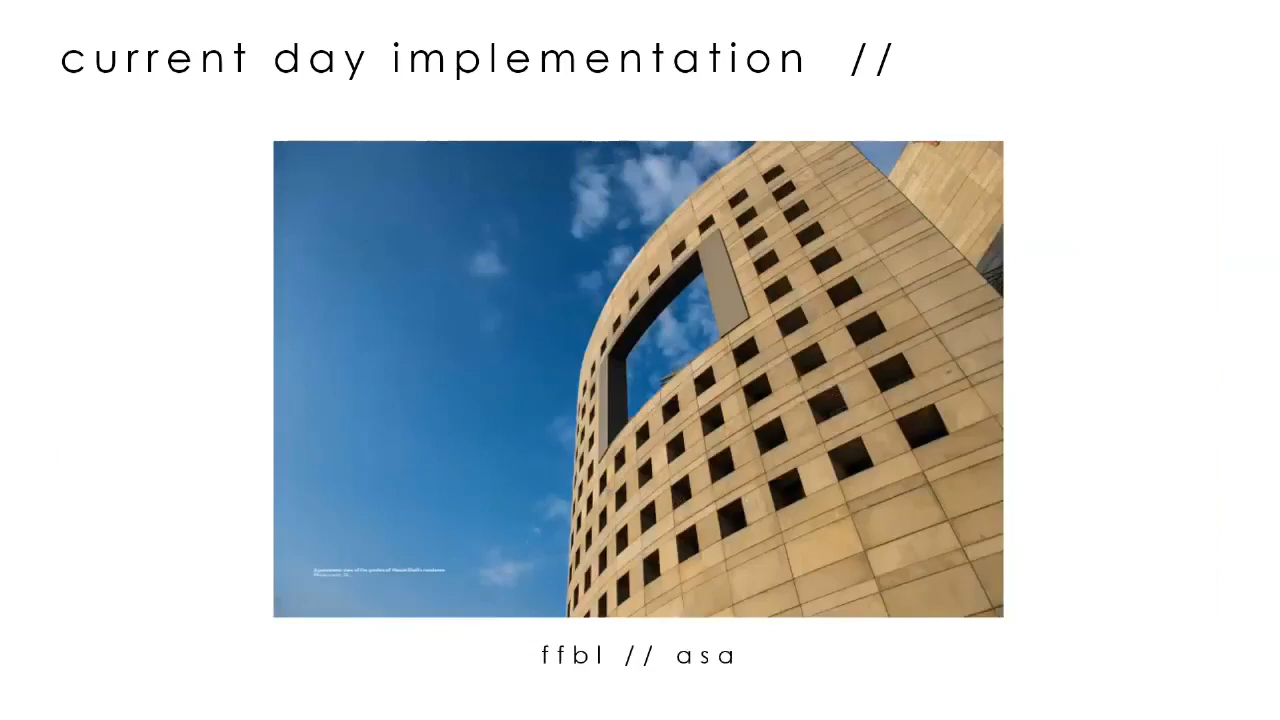 current day implementation //
ffbl // asa